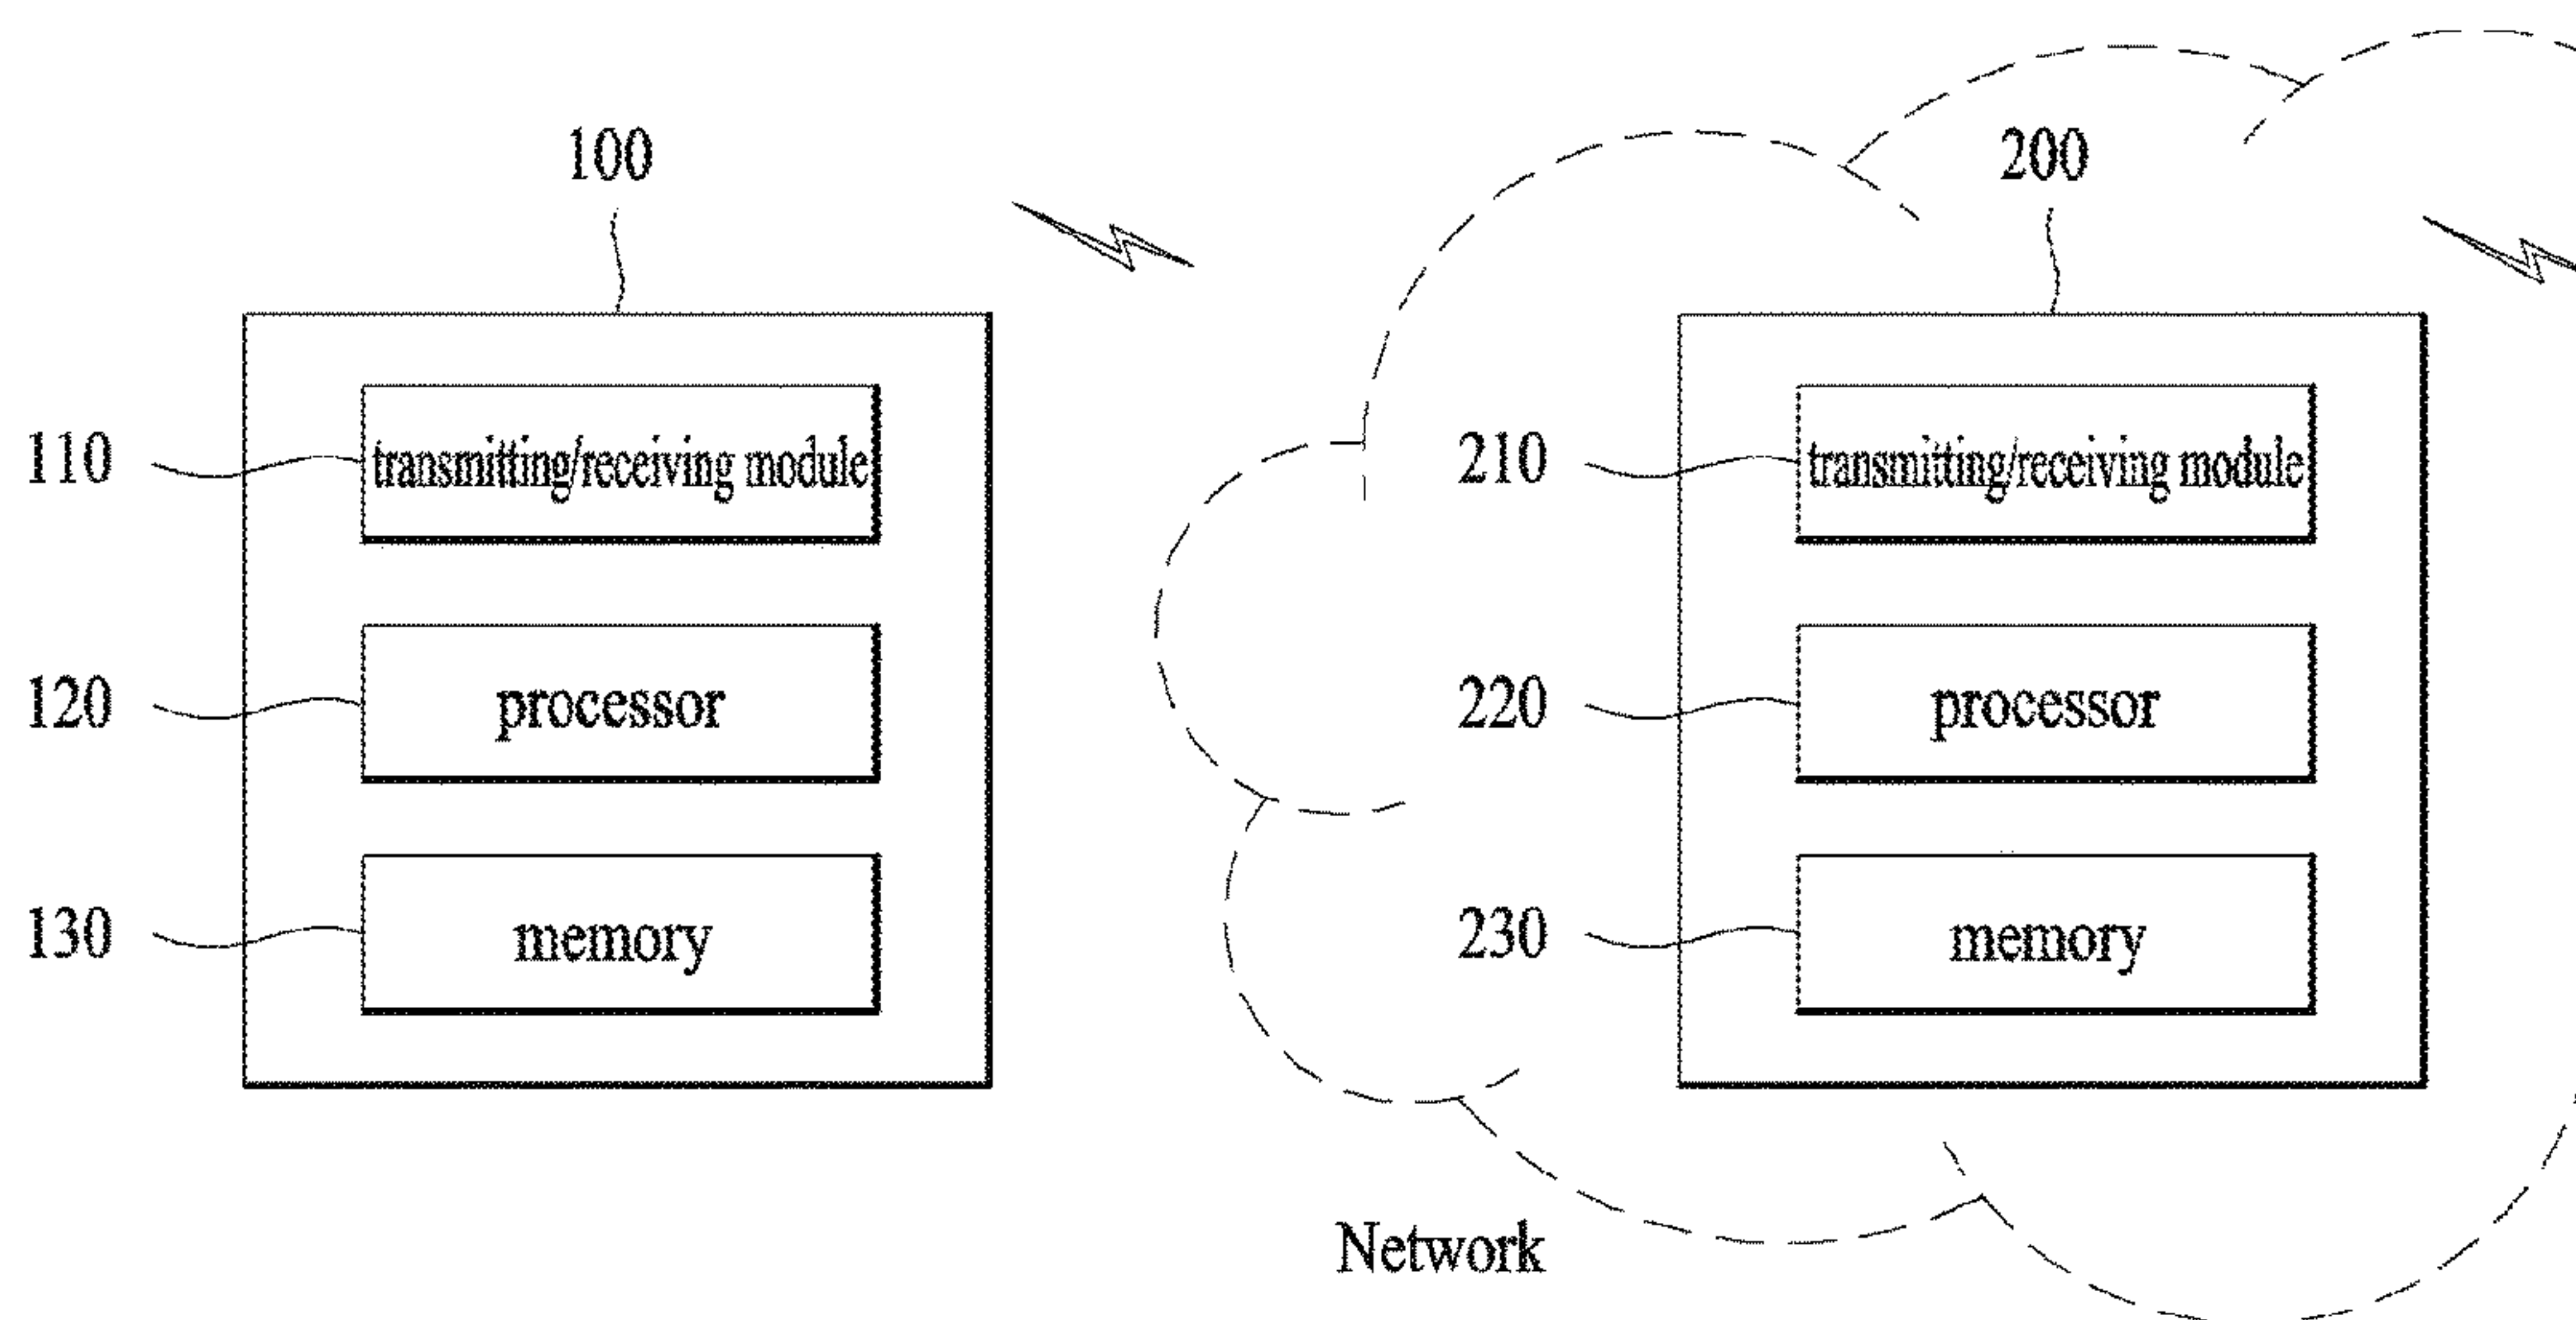 100
200
110
transmitting/receiving module
210
transmitting/receiving module
120
processor
220
processor
130
memory
230
memory
Network